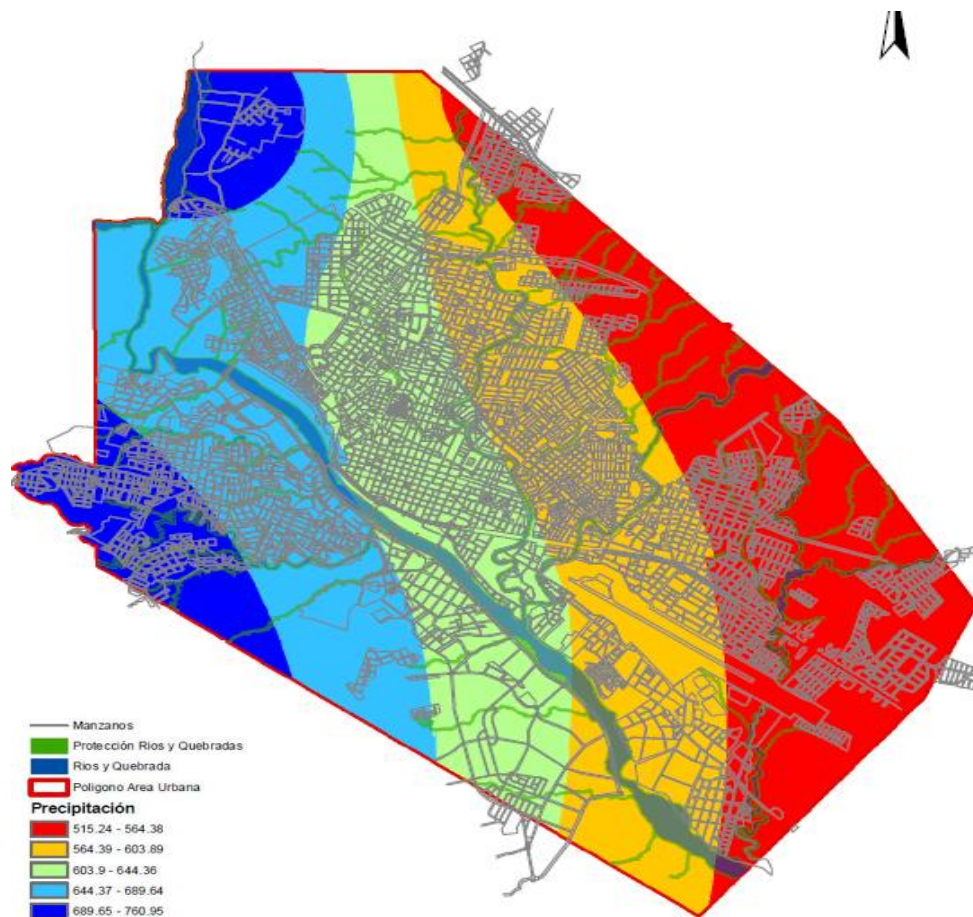 Manzanos
Protección Rios y Quebradas
Rios y Quebrada
Poligono Area Urbana
Precipitación
515.24 - 564.38
564.39 - 603.89
603.9 - 644.36
644.37 - 689.64
689.65 - 760.95